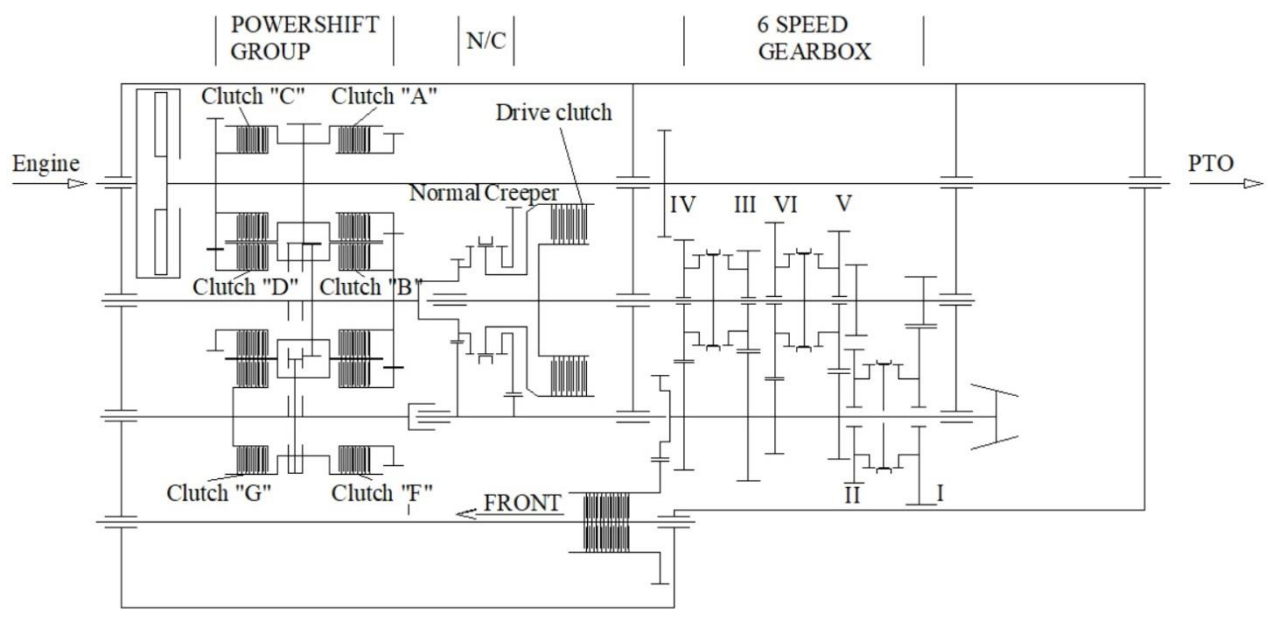 POWERSHIFT
GROUP
N/C
6 SPEED
GEARBOX
Clutch "C"
Clutch "A"
Drive clutch
Engine
PTO
Normal Creeper
IV
III
VI
V
Clutch "D"
Clutch "B"
Clutch "G"
Clutch "F"
FRONT
II
I